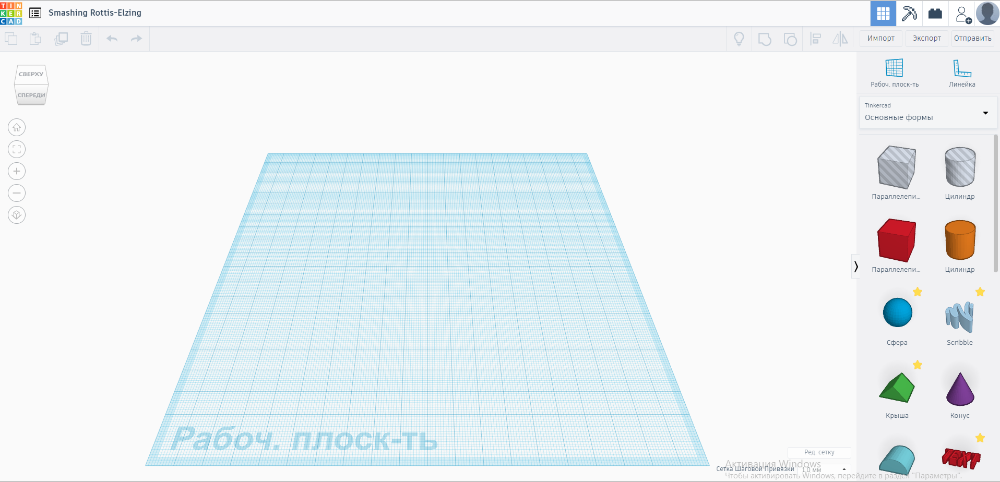 TIN
KER
CAD
Smashing Rottis-Elzing
Импорт
Экспорт
Отправить
СВЕРХУ
СПЕРЕДИ
Рабоч. плоск-ть
Линейка
Tinkercad
Основные формы
Параллелепи...
Цилиндр
Параллелепи...
Цилиндр
Сфера
Scribble
Крыша
Конус
TEXT
Рабоч. плоск-ть
Ред. сетку
Сетка Шаговой Привязки
1,0 мм
Активация Windows
Чтобы активировать Windows, перейдите в раздел "Параметры".